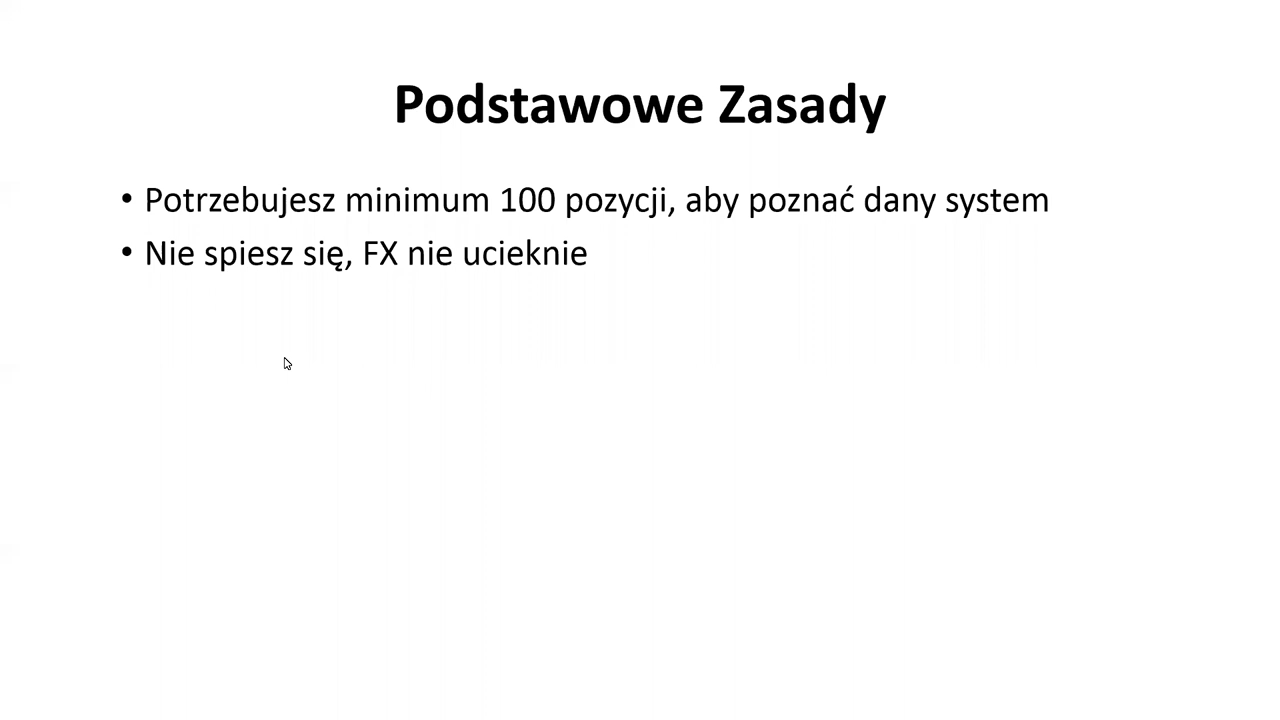 Podstawowe Zasady
• Potrzebujesz minimum 100 pozycji, aby poznać dany system
• Nie spiesz się, FX nie ucieknie